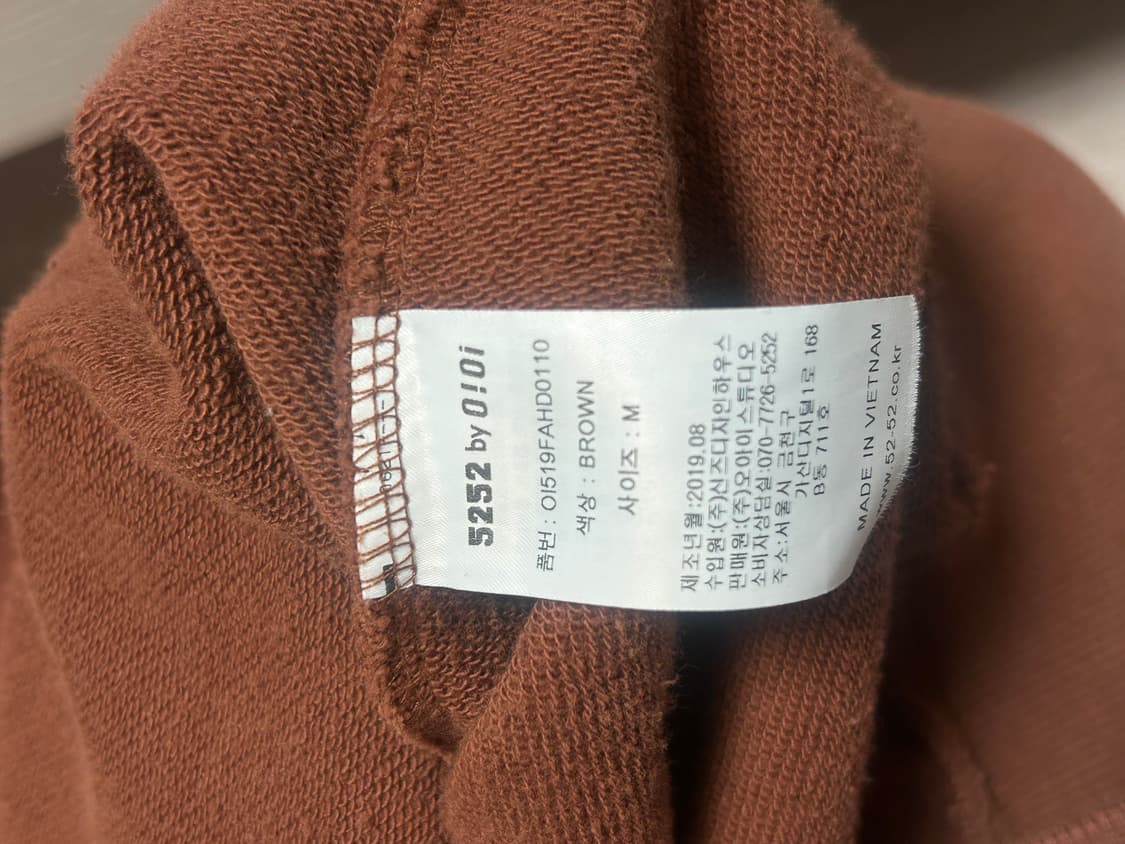 5252 by O!Oi
품번 : OI519FAHD0110
색상 : BROWN
사이즈 : M
제조년월:2019.08
수입원:(주)신즈디자인하우스
판매원:(주)오아이스튜디오
소비자상담실:070-7726-5252
주소:서울시 금천구
가산디지털1로 168
B동 711호
MADE IN VIETNAM
www.52-52.co.kr